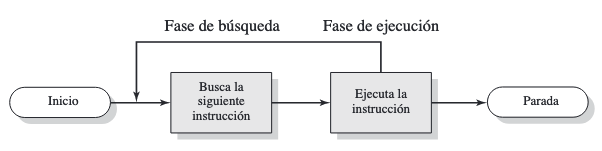 Fase de búsqueda
Fase de ejecución
Inicio
Busca la
siguiente
instrucción
Ejecuta la
instrucción
Parada